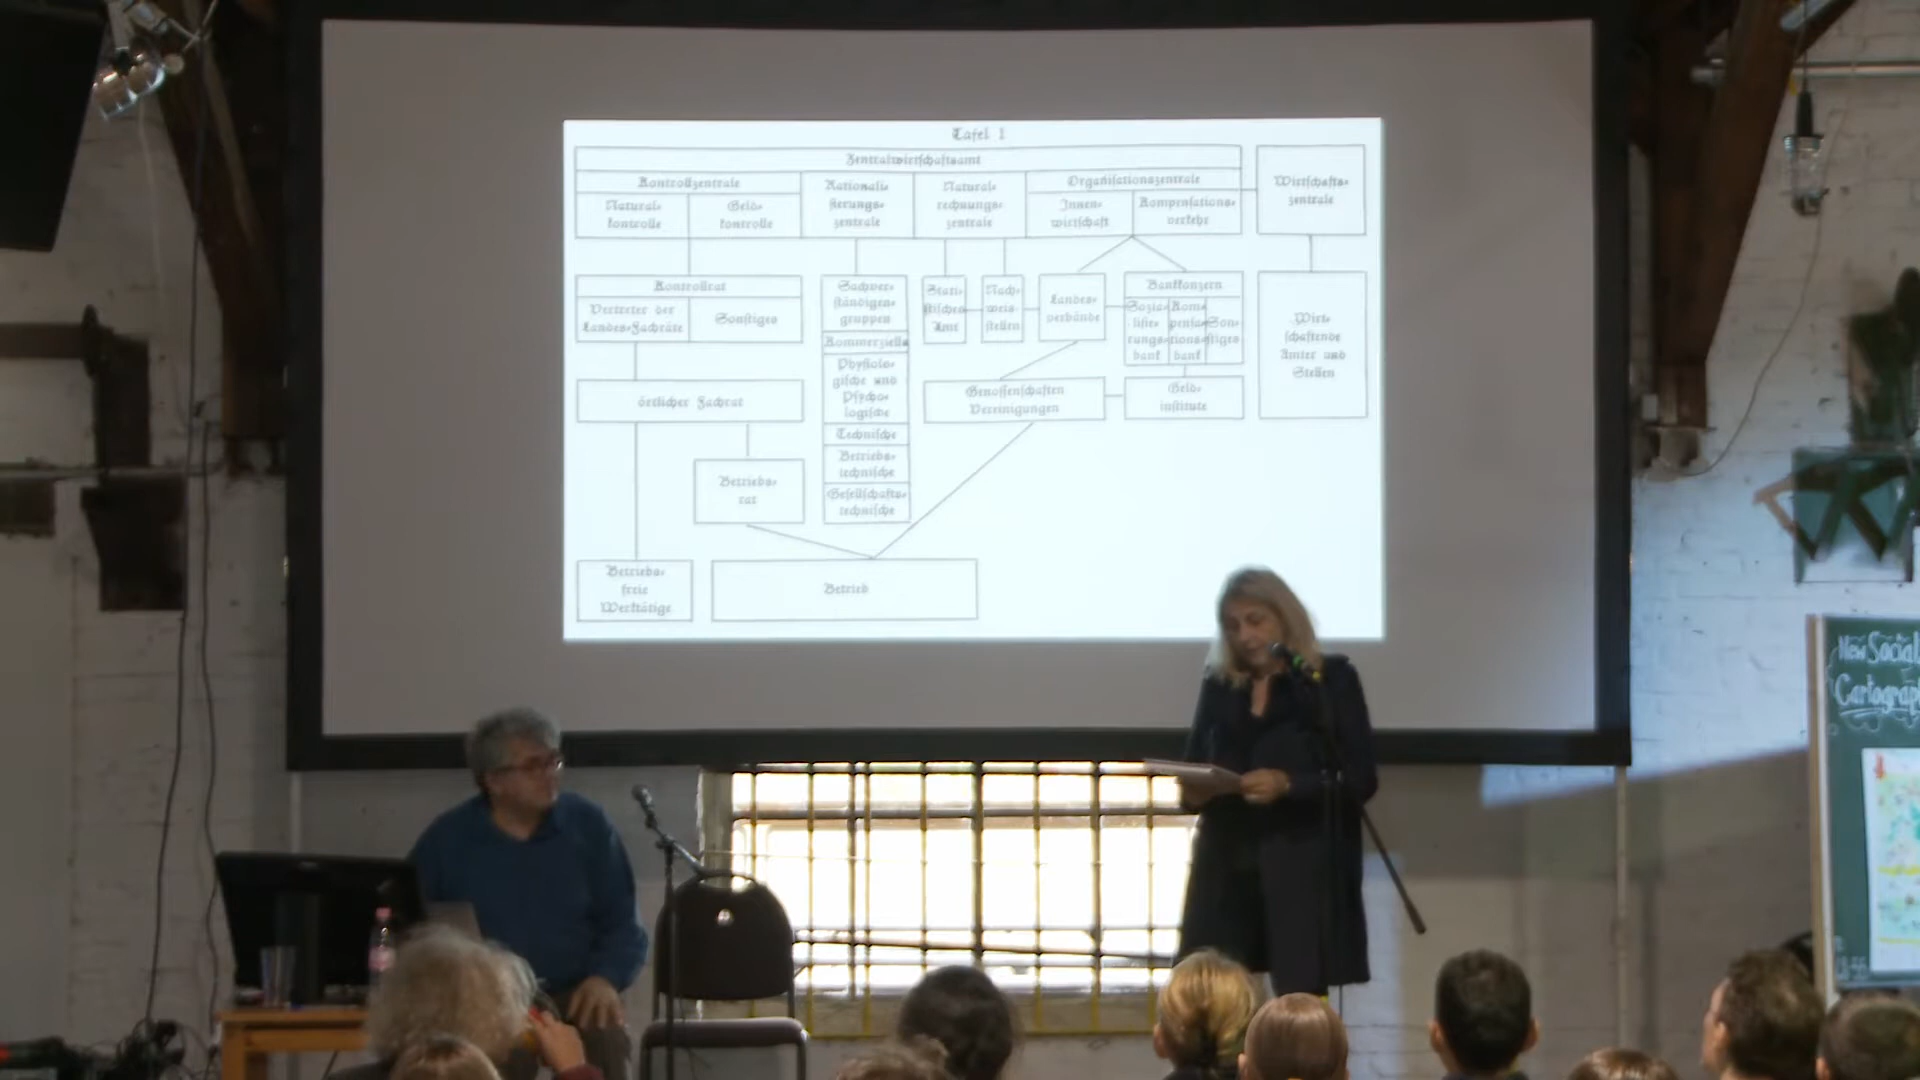 Tafel 1
Zentralwirtschaftsamt
Kontrollzentrale
Natural-
kontrolle
Geld-
kontrolle
Rationali-
sierungs-
zentrale
Natural-
rechnungs-
zentrale
Organisationszentrale
Innen-
wirtschaft
Kompensations-
verkehr
Wirtschafts-
zentrale
Kontrollrat
Vertreter der
Landes-Fachräte
Sonstiges
Sachver-
ständigen-
gruppen
Kommerzielle
Physiolo-
gische und
Psycho-
logische
Technische
Betriebs-
technische
Gesellschafts-
technische
Stati-
stisches
Amt
Nach-
weis-
stellen
Landes-
verbände
Bankkonzern
Sozia-
lisie-
rungs-
bank
Kom-
pensa-
tions-
bank
Son-
stiges
Wirt-
schaftende
Ämter und
Stellen
örtlicher Fachrat
Genossenschaften
Vereinigungen
Geld-
institute
Betriebs-
rat
Betriebs-
freie
Werktätige
Betrieb
New Social
Cartograp